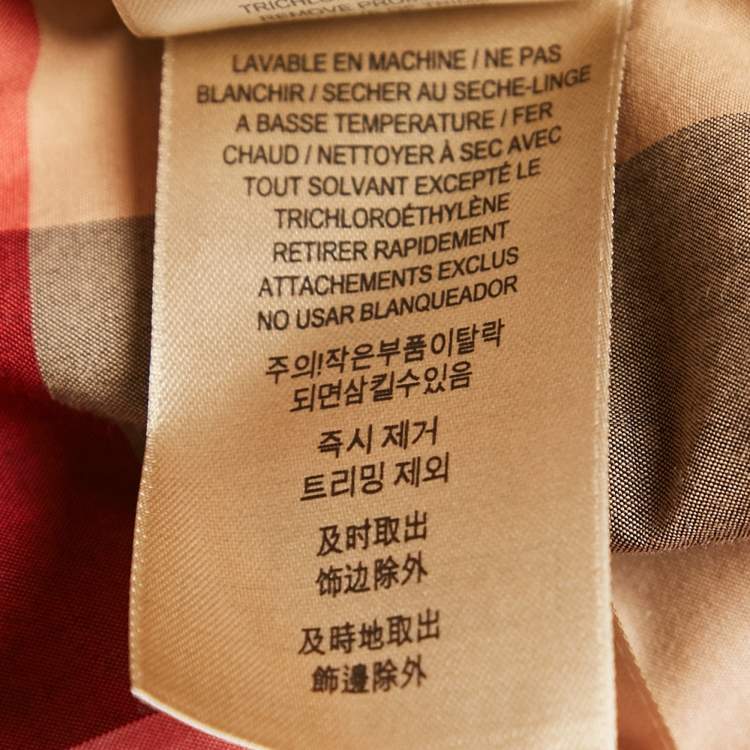 LAVABLE EN MACHINE / NE PAS
BLANCHIR / SECHER AU SECHE-LINGE
A BASSE TEMPERATURE / FER
CHAUD / NETTOYER À SEC AVEC
TOUT SOLVANT EXCEPTÉ LE
TRICHLOROÉTHYLÈNE
RETIRER RAPIDEMENT
ATTACHEMENTS EXCLUS
NO USAR BLANQUEADOR
주의!작은부품이탈락
되면삼킬수있음
즉시 제거
트리밍 제외
及时取出
饰边除外
及時地取出
飾邊除外